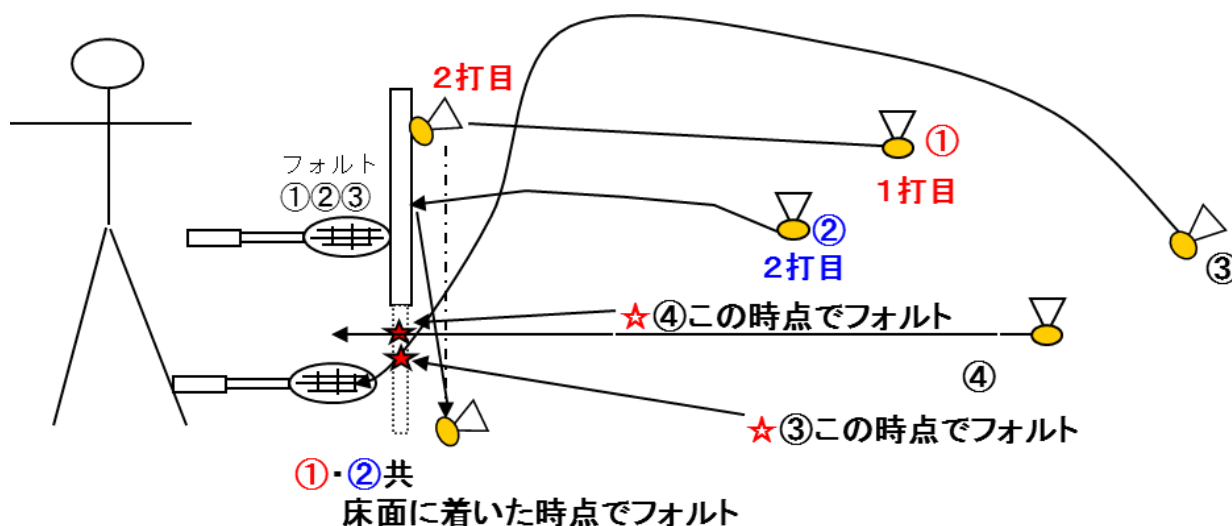 2打目
①
1打目
フォルト
①②③
②
2打目
③
☆④この時点でフォルト
④
☆③この時点でフォルト
①・②共
床面に着いた時点でフォルト